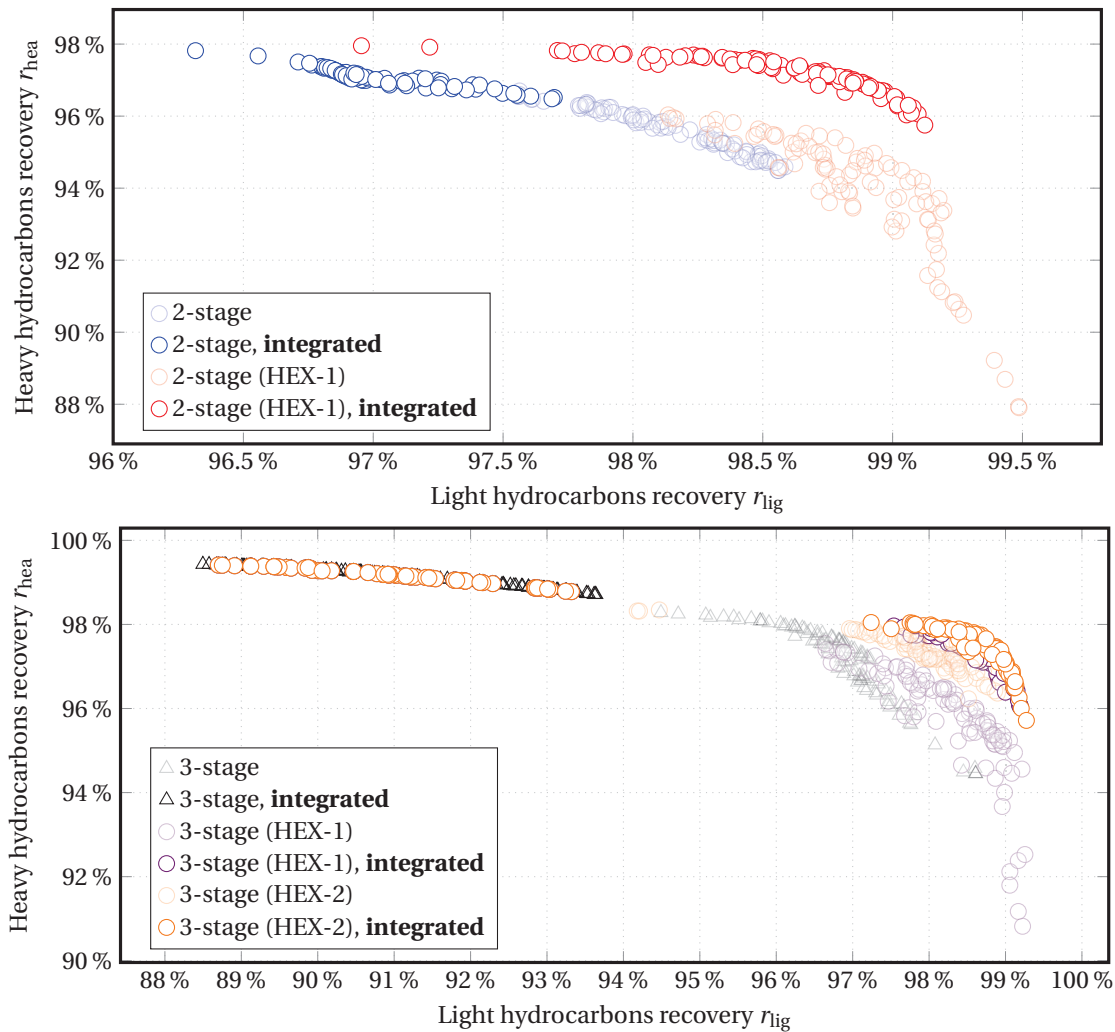 98 %
96 %
94 %
92 %
90 %
88 %
Heavy hydrocarbons recovery r_hea
2-stage
2-stage, integrated
2-stage (HEX-1)
2-stage (HEX-1), integrated
96 % 96.5 % 97 % 97.5 % 98 % 98.5 % 99 % 99.5 %
Light hydrocarbons recovery r_lig
100 %
98 %
96 %
94 %
92 %
90 %
Heavy hydrocarbons recovery r_hea
3-stage
3-stage, integrated
3-stage (HEX-1)
3-stage (HEX-1), integrated
3-stage (HEX-2)
3-stage (HEX-2), integrated
88 % 89 % 90 % 91 % 92 % 93 % 94 % 95 % 96 % 97 % 98 % 99 % 100 %
Light hydrocarbons recovery r_lig